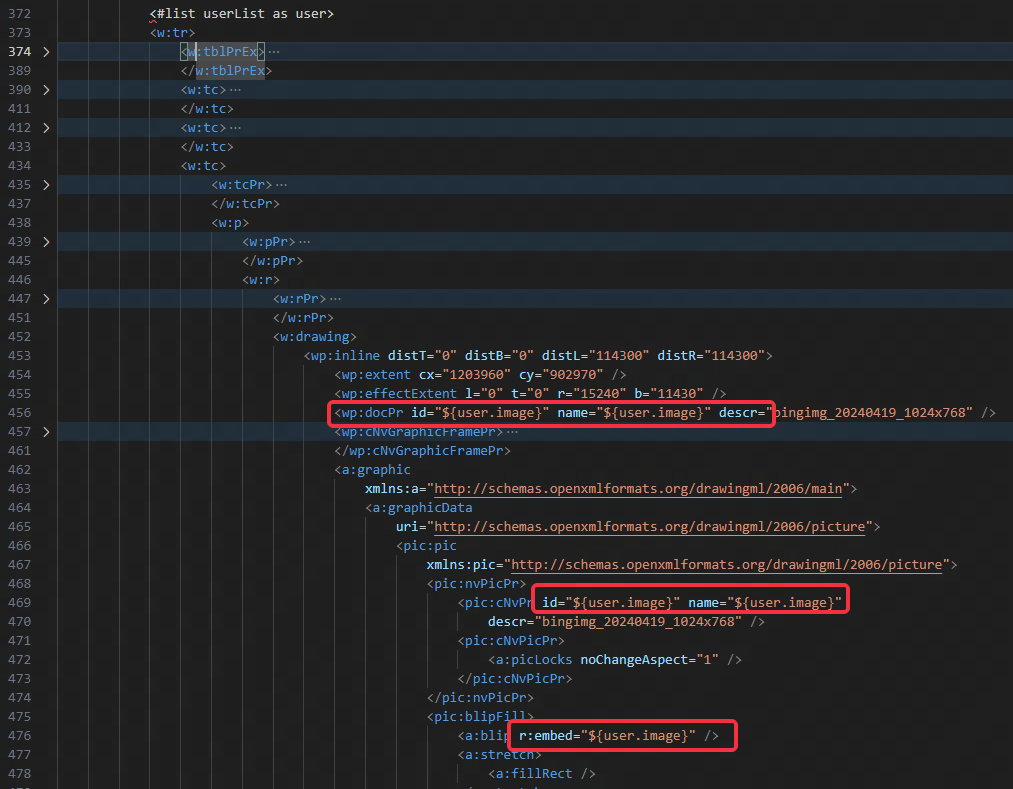 372 <#list userList as user>
373 <w:tr>
374 <w:tblPrEx> ⋯
389 </w:tblPrEx>
390 <w:tc> ⋯
411 </w:tc>
412 <w:tc> ⋯
433 </w:tc>
434 <w:tc>
435 <w:tcPr> ⋯
437 </w:tcPr>
438 <w:p>
439 <w:pPr> ⋯
445 </w:pPr>
446 <w:r>
447 <w:rPr> ⋯
451 </w:rPr>
452 <w:drawing>
453 <wp:inline distT="0" distB="0" distL="114300" distR="114300">
454 <wp:extent cx="1203960" cy="902970" />
455 <wp:effectExtent l="0" t="0" r="15240" b="11430" />
456 <wp:docPr id="${user.image}" name="${user.image}" descr="bingimg_20240419_1024x768" />
457 <wp:cNvGraphicFramePr> ⋯
461 </wp:cNvGraphicFramePr>
462 <a:graphic
463 xmlns:a="http://schemas.openxmlformats.org/drawingml/2006/main">
464 <a:graphicData
465 uri="http://schemas.openxmlformats.org/drawingml/2006/picture">
466 <pic:pic
467 xmlns:pic="http://schemas.openxmlformats.org/drawingml/2006/picture">
468 <pic:nvPicPr>
469 <pic:cNvPr id="${user.image}" name="${user.image}"
470 descr="bingimg_20240419_1024x768" />
471 <pic:cNvPicPr>
472 <a:picLocks noChangeAspect="1" />
473 </pic:cNvPicPr>
474 </pic:nvPicPr>
475 <pic:blipFill>
476 <a:blip r:embed="${user.image}" />
477 <a:stretch>
478 <a:fillRect />